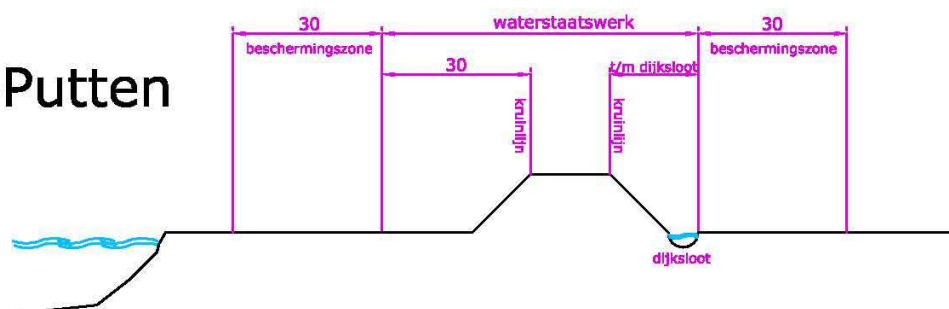 30
waterstaatswerk
30
beschermingszone
beschermingszone
Putten
30
t/m dijksloot
kruinlijn
kruinlijn
dijksloot